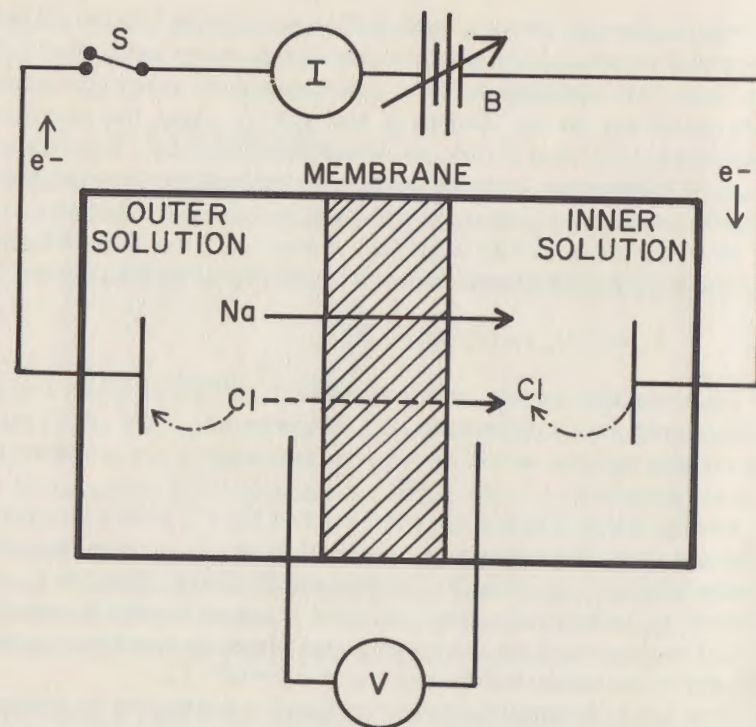 S
I
B
e-
e-
MEMBRANE
OUTER
SOLUTION
INNER
SOLUTION
Na
Cl
Cl
V